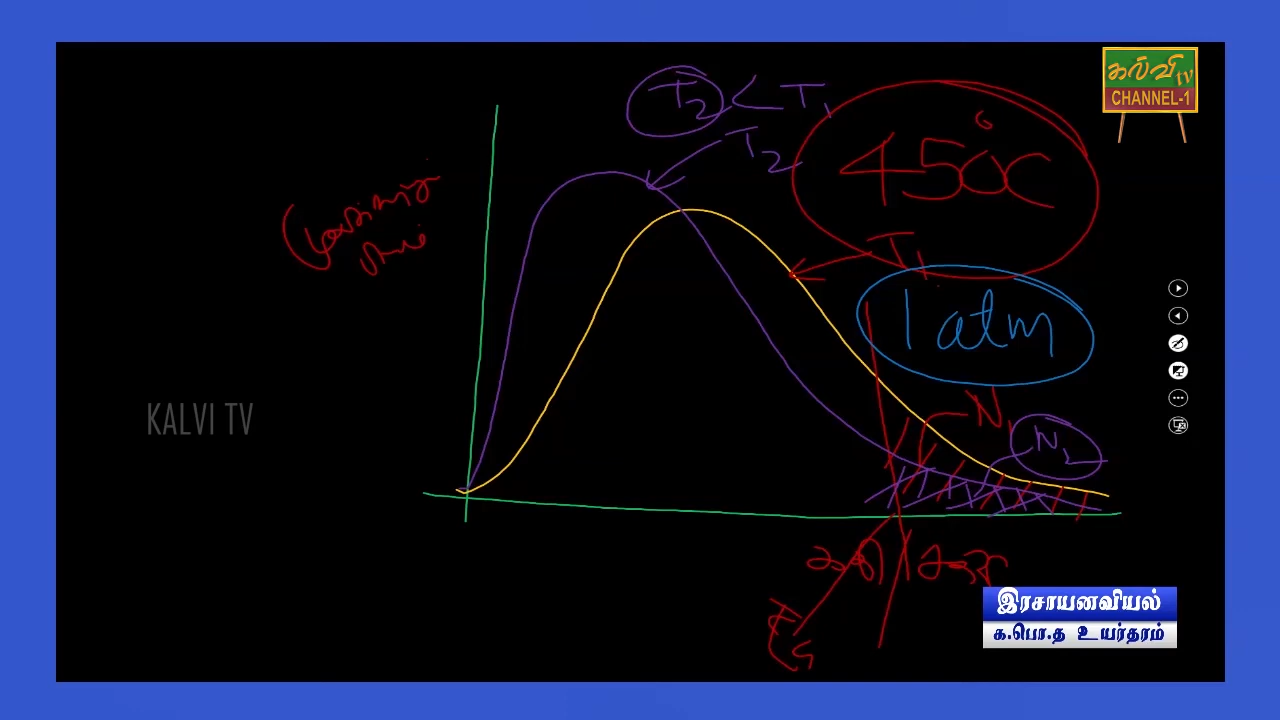 கல்வி TV
CHANNEL-1
T2 < T1
T2
45°C
T1
1 atm
KALVI TV
N1
N2
இரசாயனவியல்
க.பொ.த உயர்தரம்